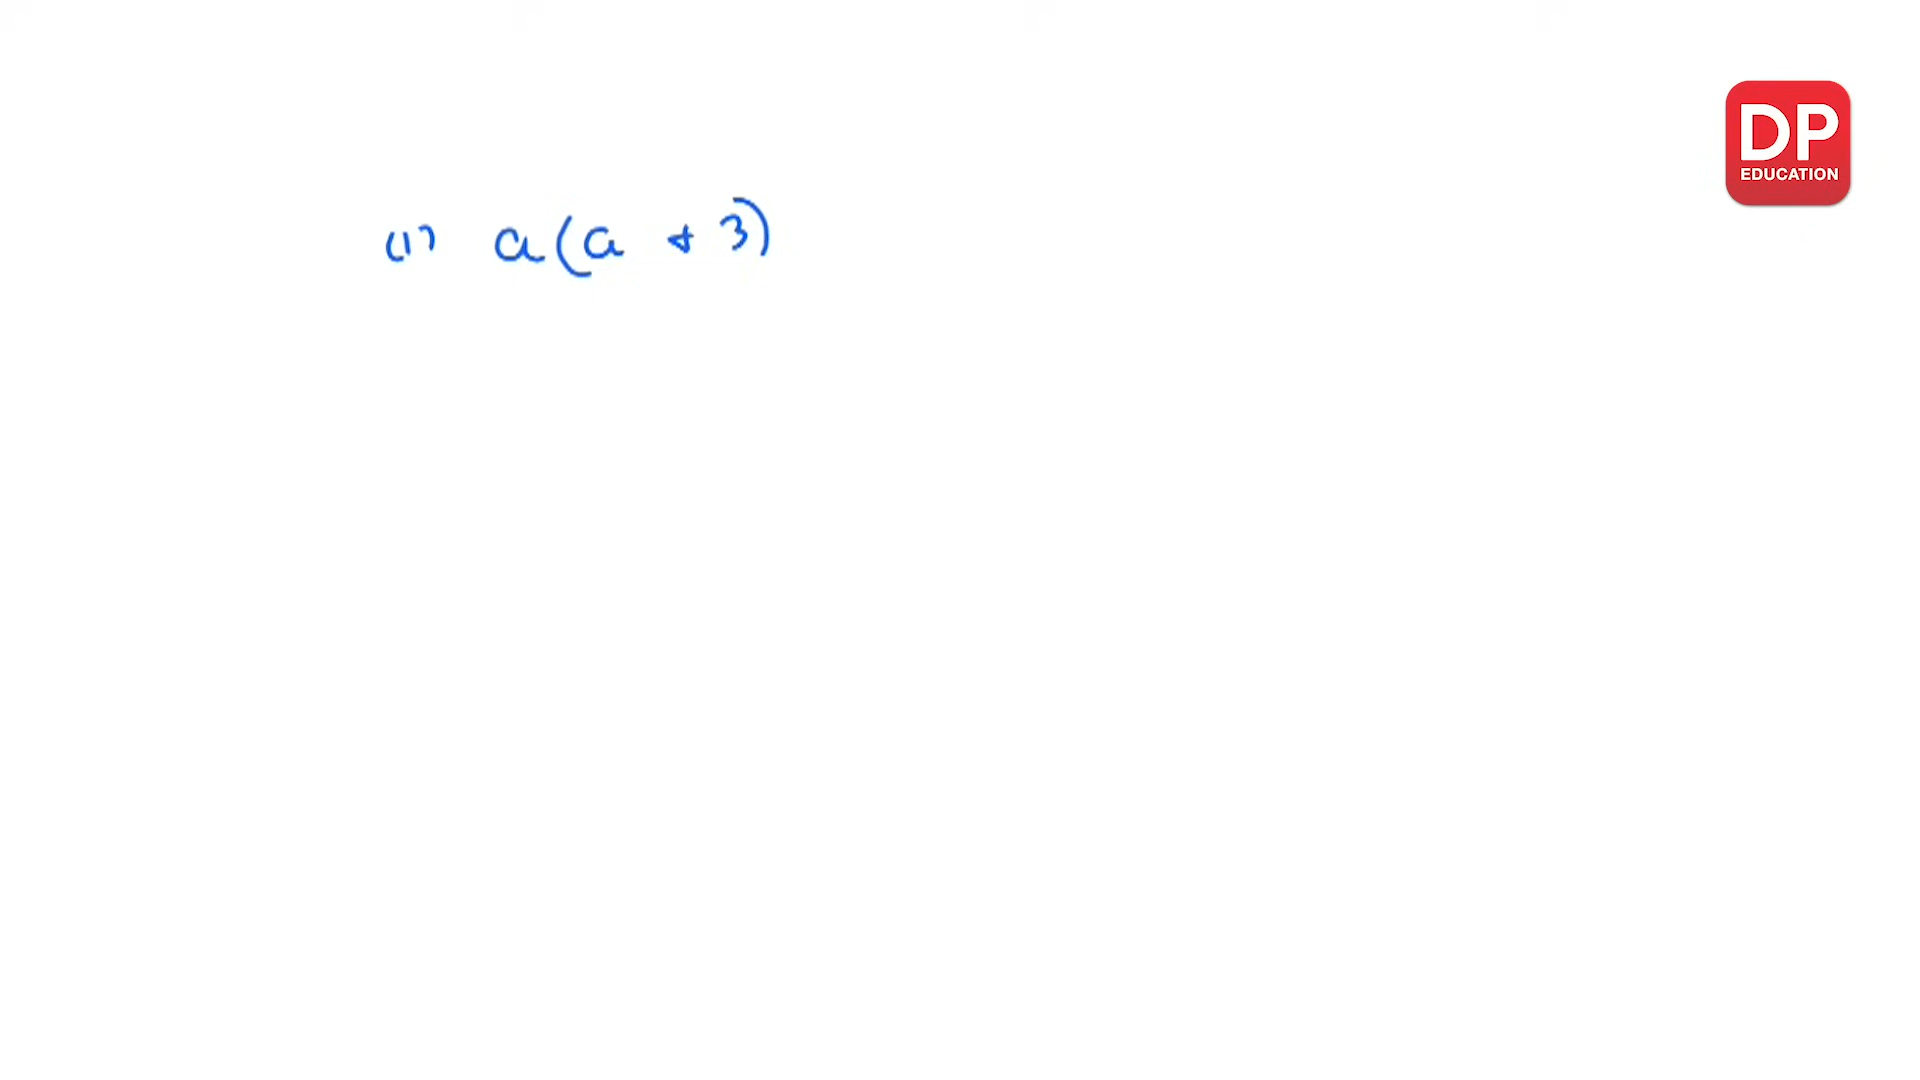 (1) a(a + 3)
DP
EDUCATION